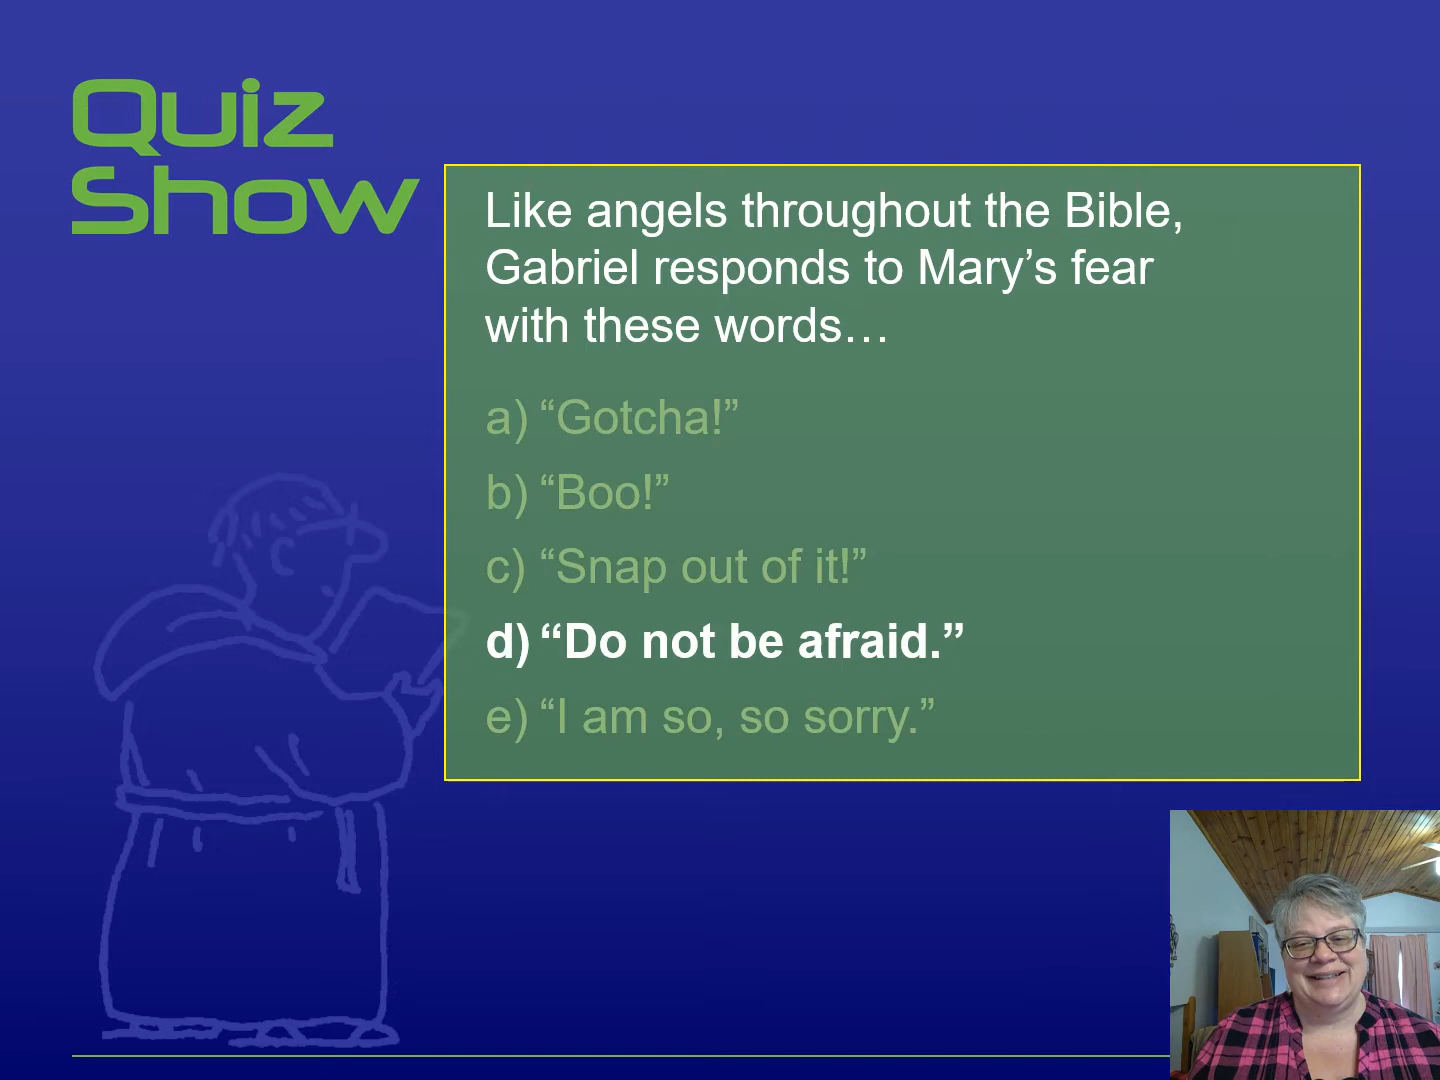 Quiz
Show
Like angels throughout the Bible,
Gabriel responds to Mary’s fear
with these words…
a) “Gotcha!”
b) “Boo!”
c) “Snap out of it!”
d) “Do not be afraid.”
e) “I am so, so sorry.”